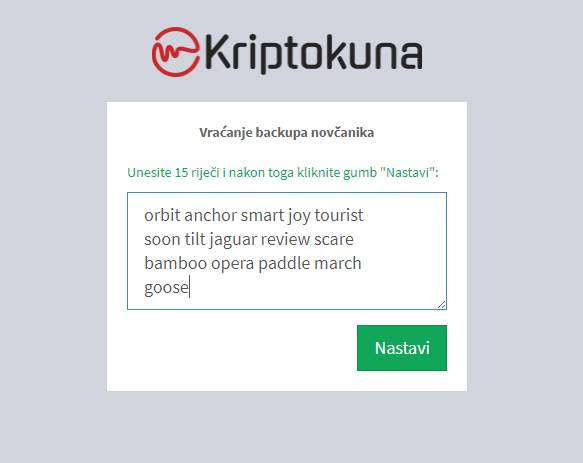 Kriptokuna
Vraćanje backupa novčanika
Unesite 15 riječi i nakon toga kliknite gumb "Nastavi":
orbit anchor smart joy tourist
soon tilt jaguar review scare
bamboo opera paddle march
goose
Nastavi